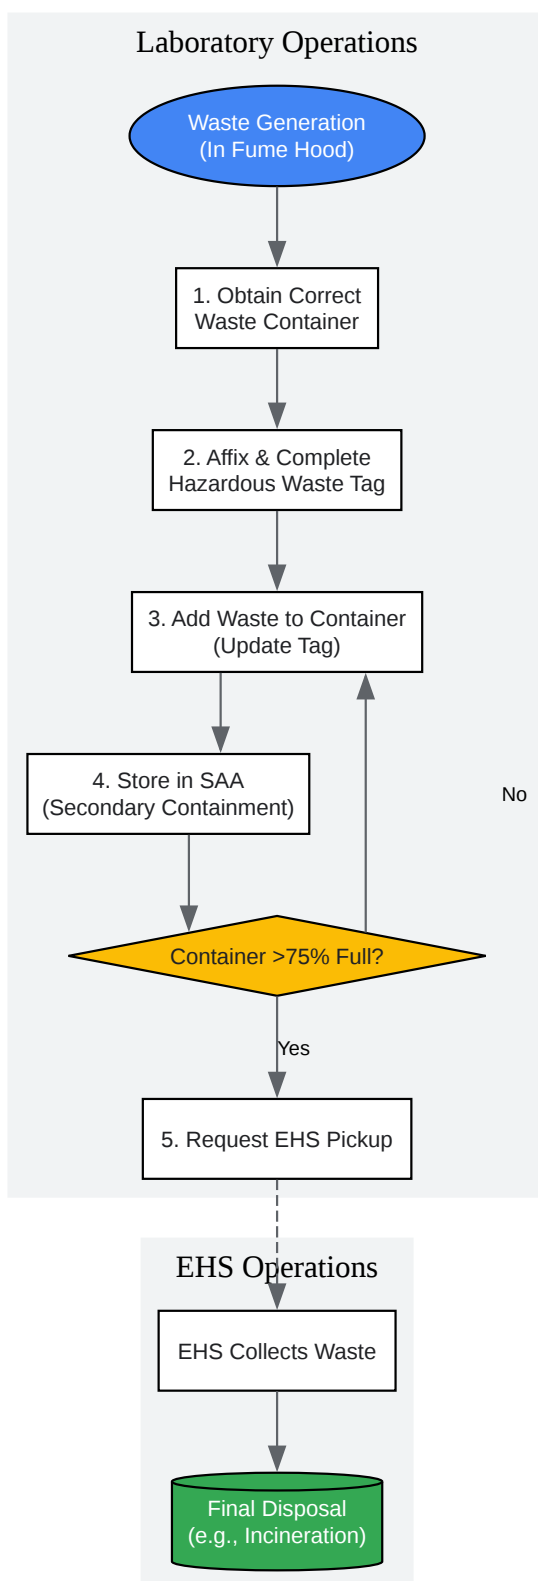 Laboratory Operations
Waste Generation
(In Fume Hood)
1. Obtain Correct
Waste Container
2. Affix & Complete
Hazardous Waste Tag
3. Add Waste to Container
(Update Tag)
4. Store in SAA
(Secondary Containment)
No
Container >75% Full?
Yes
5. Request EHS Pickup
EHS Operations
EHS Collects Waste
Final Disposal
(e.g., Incineration)